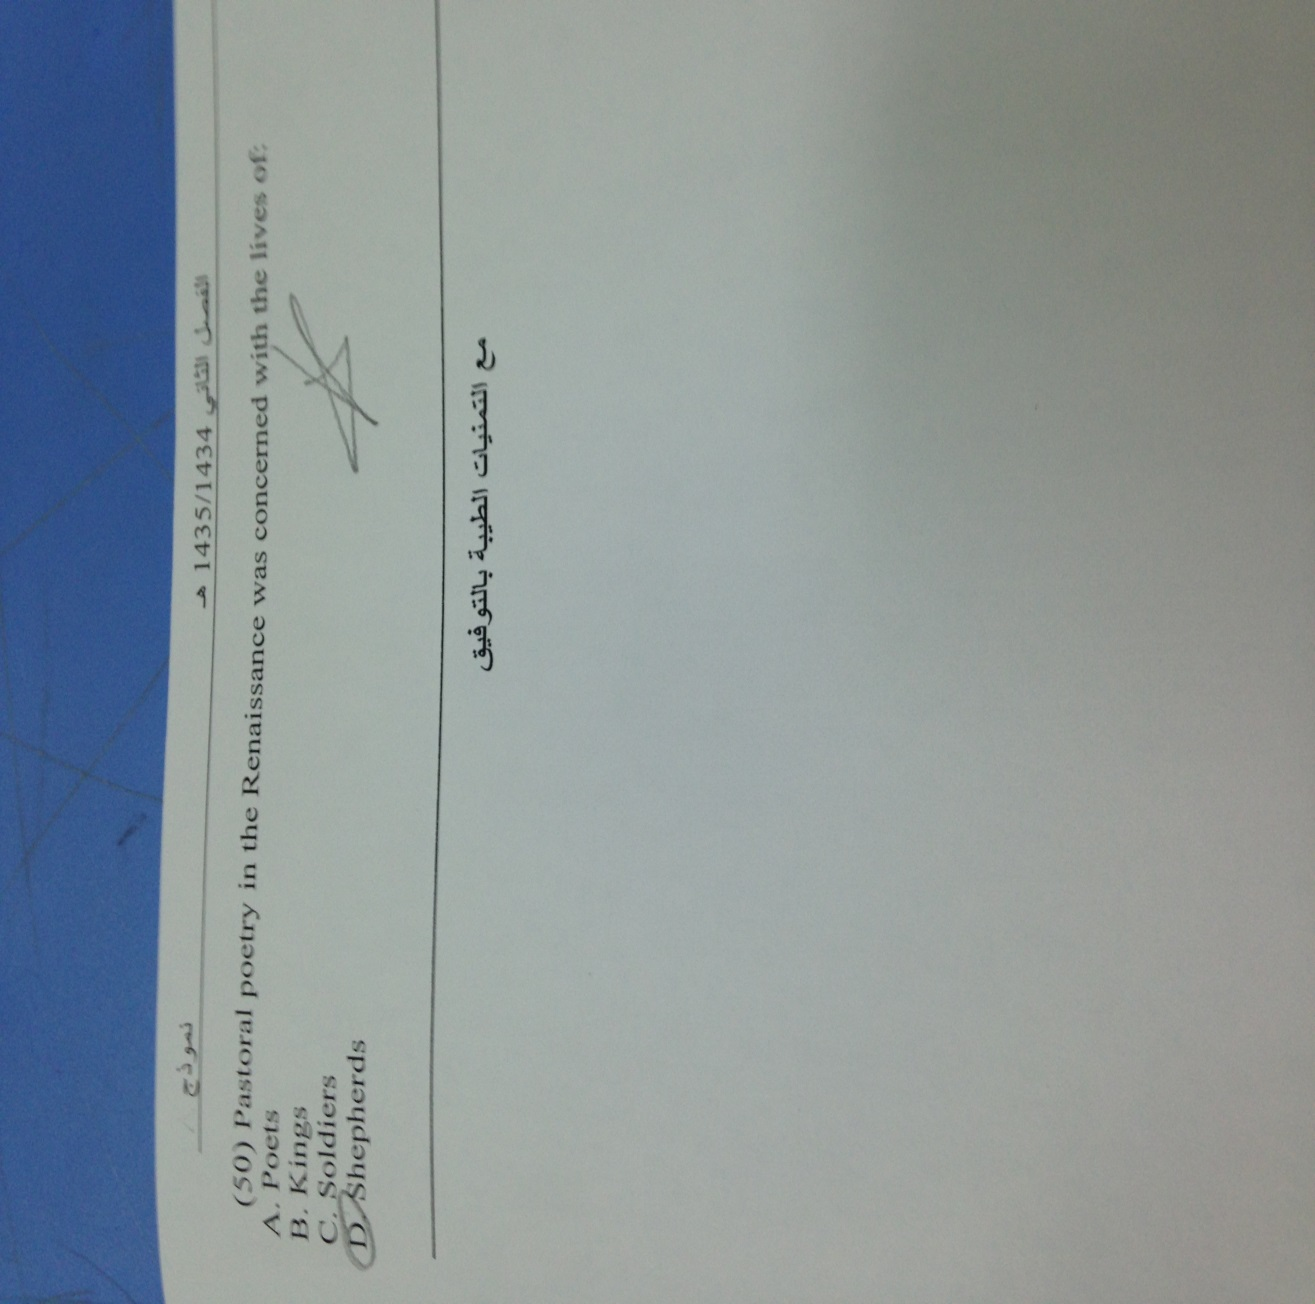 نموذج الفصل الثاني 1435/1434 هـ
(50) Pastoral poetry in the Renaissance was concerned with the lives of:
A. Poets
B. Kings
C. Soldiers
D. Shepherds
مع التمنيات الطيبة بالتوفيق